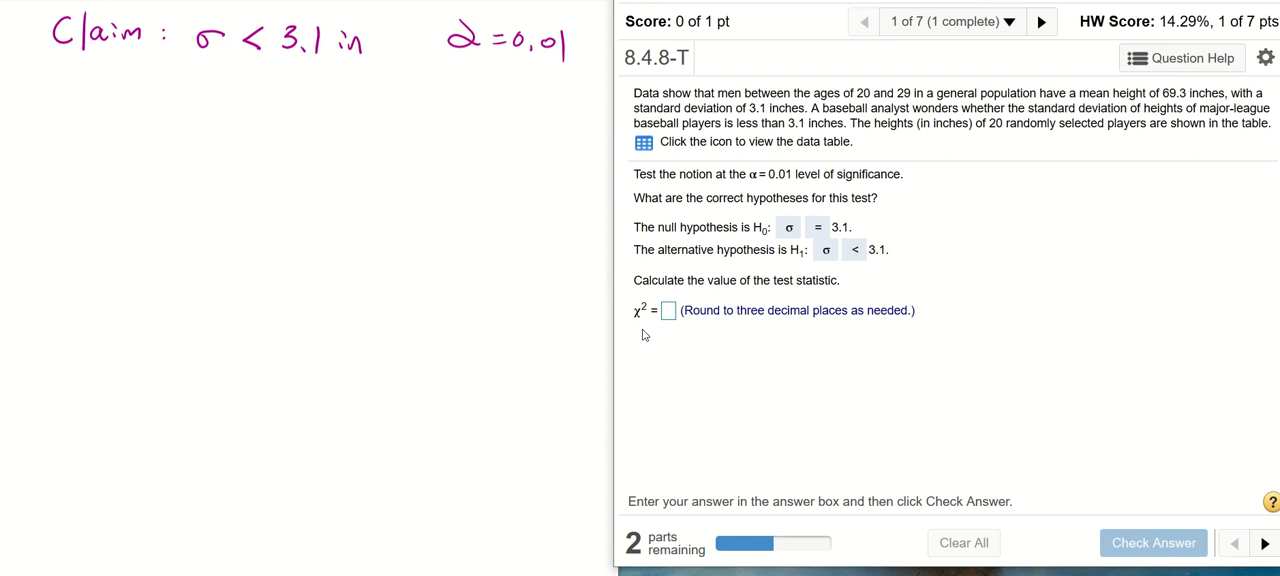 Claim : σ < 3.1 in α = 0.01
Score: 0 of 1 pt
1 of 7 (1 complete)
HW Score: 14.29%, 1 of 7 pts
8.4.8-T
Question Help
Data show that men between the ages of 20 and 29 in a general population have a mean height of 69.3 inches, with a
standard deviation of 3.1 inches. A baseball analyst wonders whether the standard deviation of heights of major-league
baseball players is less than 3.1 inches. The heights (in inches) of 20 randomly selected players are shown in the table.
Click the icon to view the data table.
Test the notion at the α = 0.01 level of significance.
What are the correct hypotheses for this test?
The null hypothesis is H₀: σ = 3.1.
The alternative hypothesis is H₁: σ < 3.1.
Calculate the value of the test statistic.
χ² = (Round to three decimal places as needed.)
Enter your answer in the answer box and then click Check Answer.
?
2 parts
remaining
Clear All
Check Answer